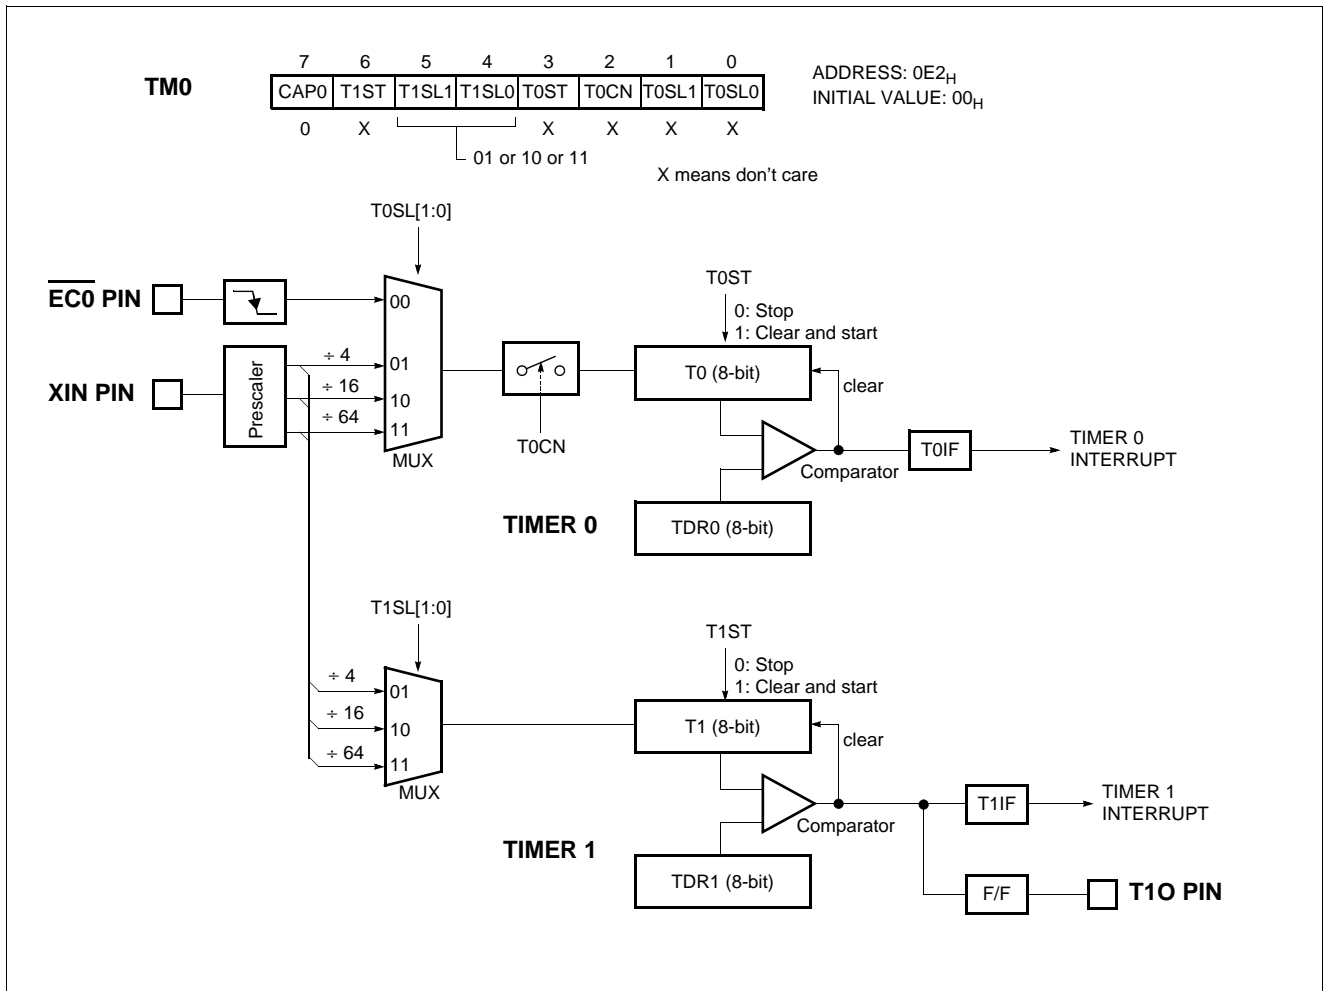 7 6 5 4 3 2 1 0
TM0
CAP0 T1ST T1SL1 T1SL0 T0ST T0CN T0SL1 T0SL0
ADDRESS: 0E2H
INITIAL VALUE: 00H
0 X X X X X
01 or 10 or 11
X means don't care
T0SL[1:0]
EC0 PIN
00
T0ST
0: Stop
1: Clear and start
XIN PIN
Prescaler
÷ 4
01
÷ 16
10
÷ 64
11
MUX
T0CN
T0 (8-bit)
clear
Comparator
T0IF
TIMER 0
INTERRUPT
TIMER 0
TDR0 (8-bit)
T1SL[1:0]
T1ST
0: Stop
1: Clear and start
÷ 4
01
÷ 16
10
÷ 64
11
MUX
T1 (8-bit)
clear
Comparator
T1IF
TIMER 1
INTERRUPT
TIMER 1
TDR1 (8-bit)
F/F
T1O PIN